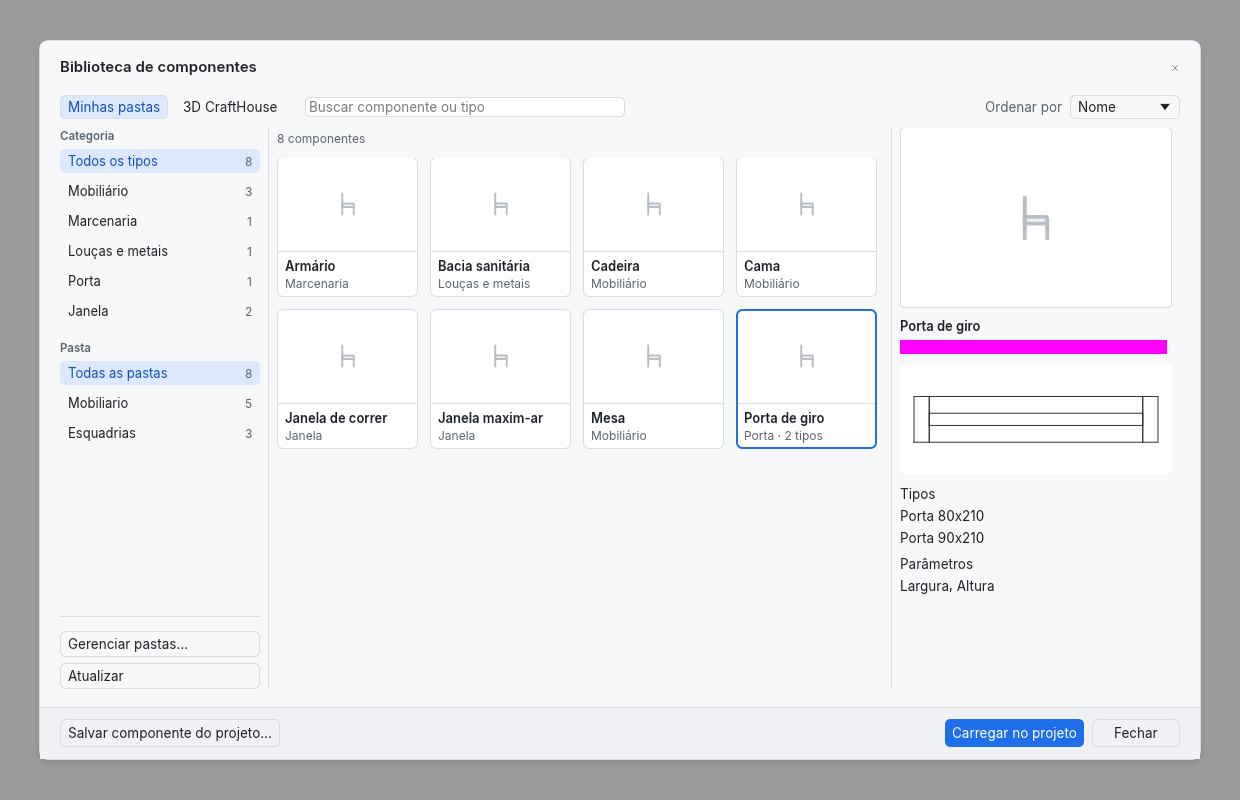 Biblioteca de componentes
×
Minhas pastas
3D CraftHouse
Buscar componente ou tipo
Ordenar por
Nome
Categoria
Todos os tipos 8
Mobiliário 3
Marcenaria 1
Louças e metais 1
Porta 1
Janela 2
Pasta
Todas as pastas 8
Mobiliario 5
Esquadrias 3
Gerenciar pastas...
Atualizar
8 componentes
Armário
Marcenaria
Bacia sanitária
Louças e metais
Cadeira
Mobiliário
Cama
Mobiliário
Janela de correr
Janela
Janela maxim-ar
Janela
Mesa
Mobiliário
Porta de giro
Porta · 2 tipos
Porta de giro
Tipos
Porta 80x210
Porta 90x210
Parâmetros
Largura, Altura
Salvar componente do projeto...
Carregar no projeto
Fechar